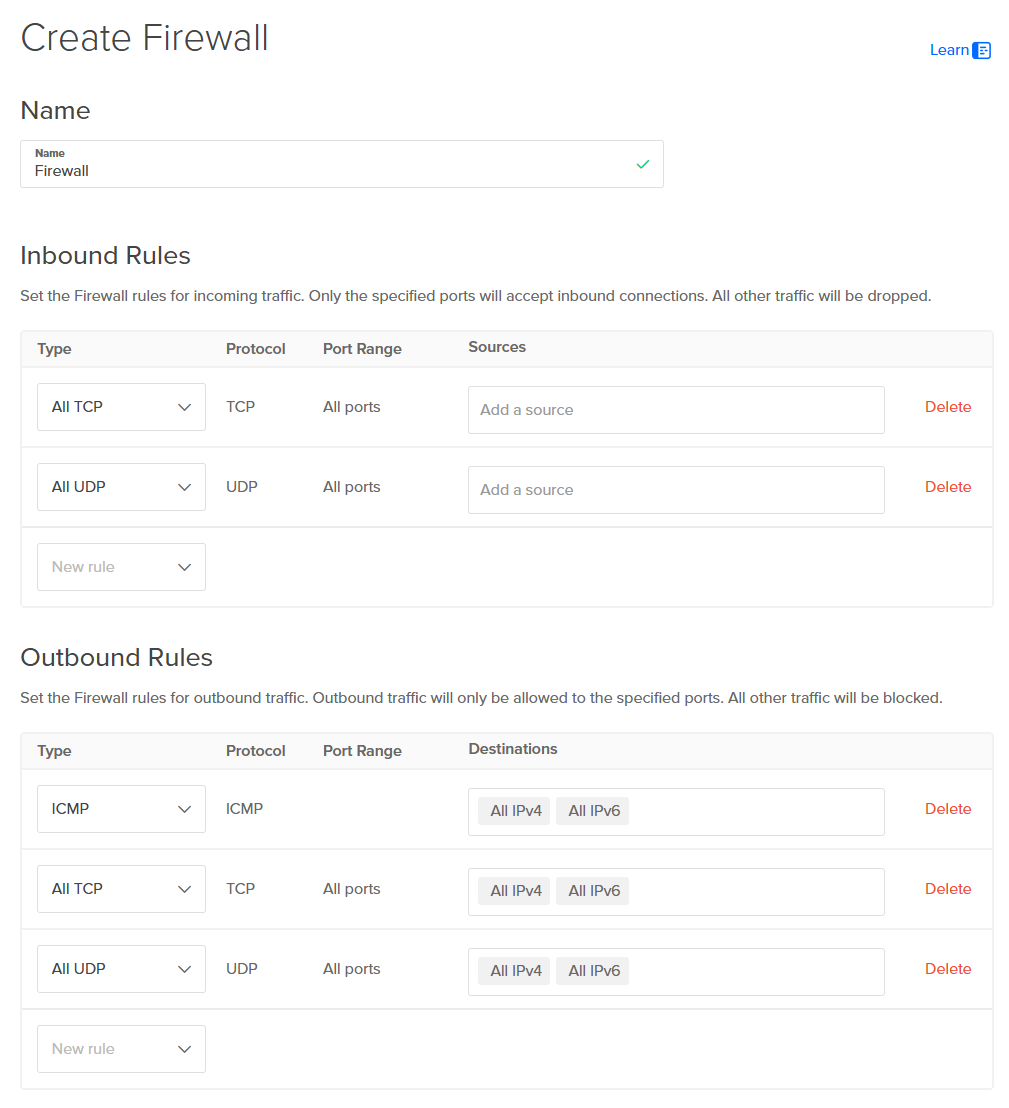 Create Firewall
Learn
Name
Name
Firewall
Inbound Rules
Set the Firewall rules for incoming traffic. Only the specified ports will accept inbound connections. All other traffic will be dropped.
Type Protocol Port Range Sources
All TCP TCP All ports Add a source Delete
All UDP UDP All ports Add a source Delete
New rule
Outbound Rules
Set the Firewall rules for outbound traffic. Outbound traffic will only be allowed to the specified ports. All other traffic will be blocked.
Type Protocol Port Range Destinations
ICMP ICMP All IPv4 All IPv6 Delete
All TCP TCP All ports All IPv4 All IPv6 Delete
All UDP UDP All ports All IPv4 All IPv6 Delete
New rule